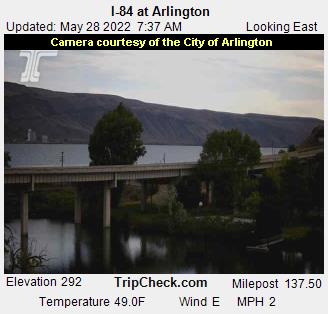 I-84 at Arlington
Updated: May 28 2022 7:37 AM Looking East
Camera courtesy of the City of Arlington
Elevation 292 TripCheck.com Milepost 137.50
Temperature 49.0F Wind E MPH 2